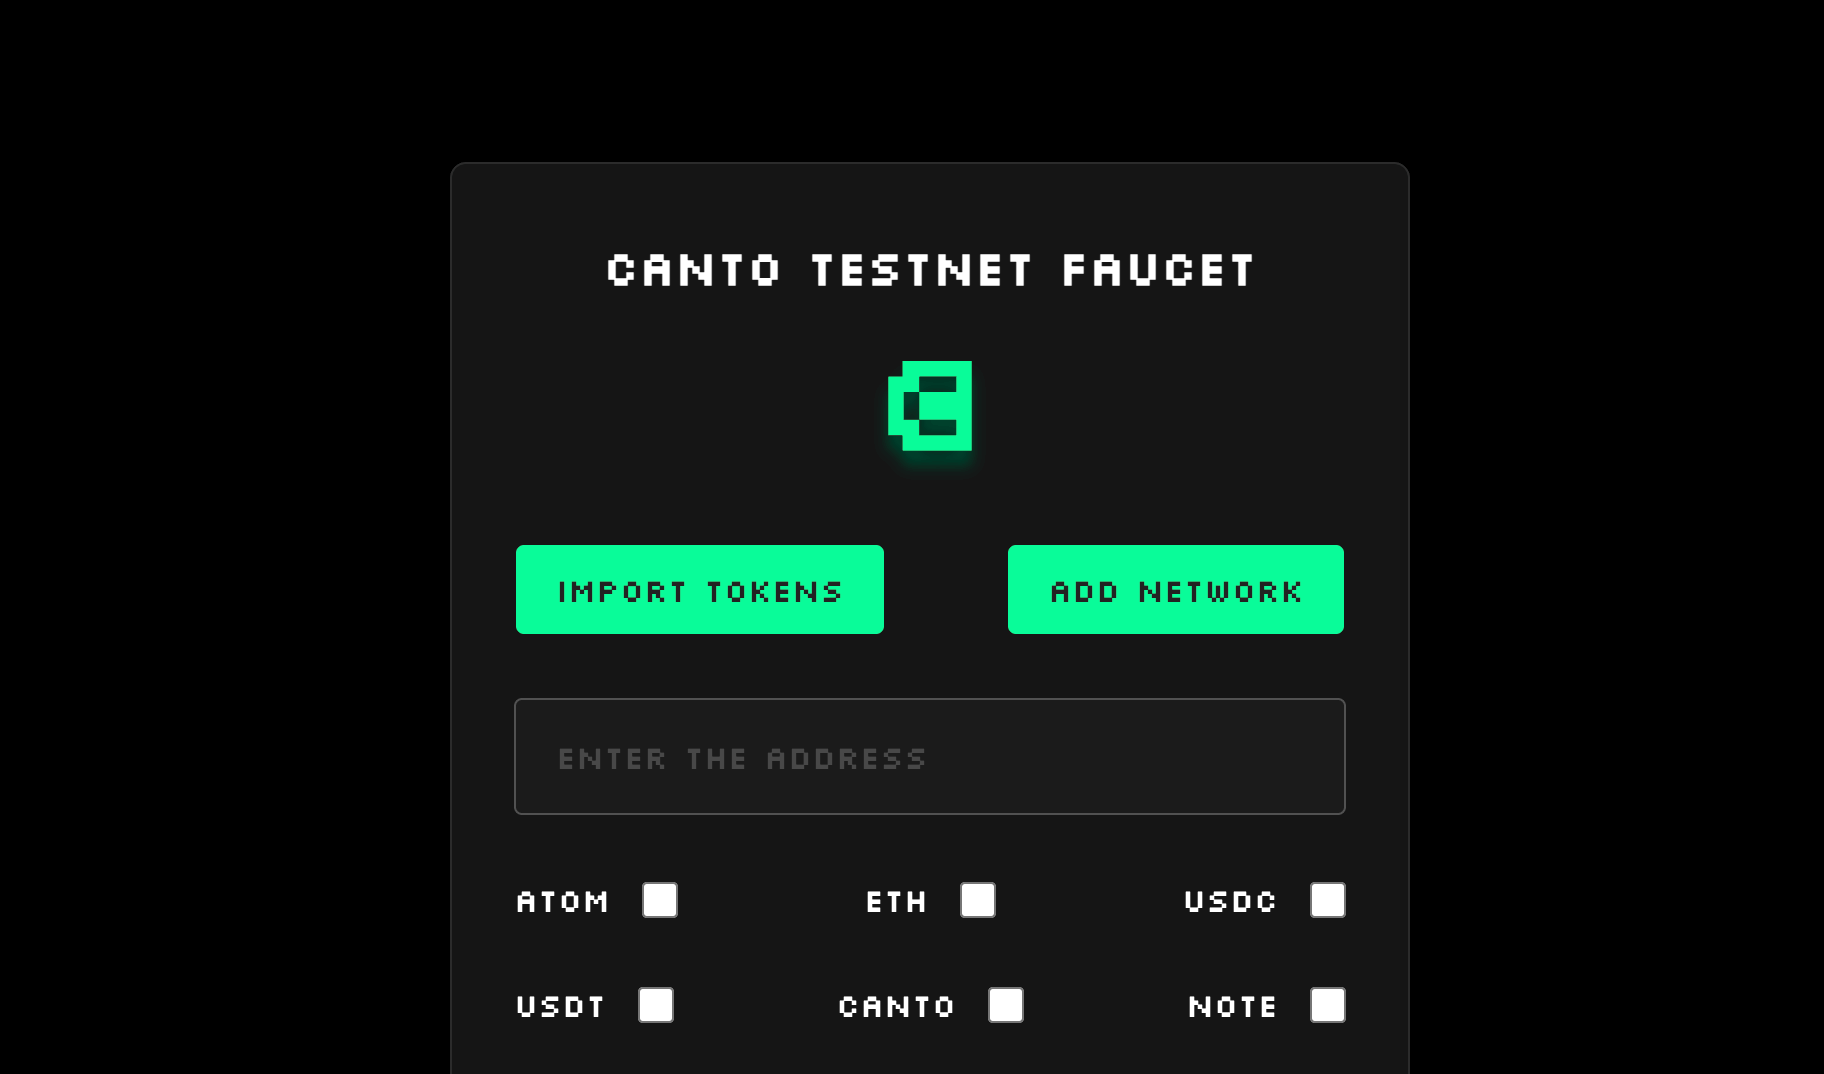 CANTO TESTNET FAUCET
IMPORT TOKENS
ADD NETWORK
ENTER THE ADDRESS
ATOM
ETH
USDC
USDT
CANTO
NOTE